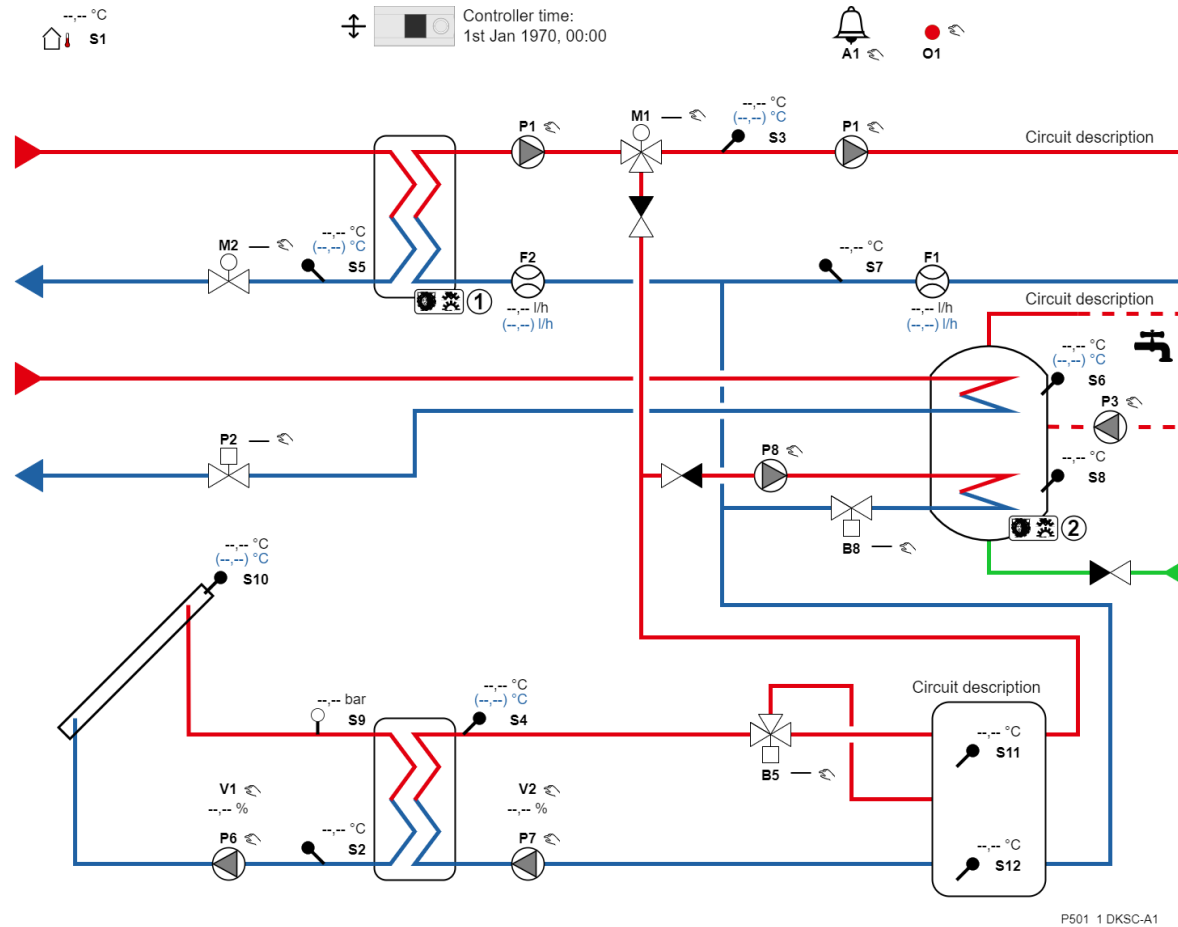 --,-- °C
S1
Controller time:
1st Jan 1970, 00:00
A1
O1
P1
M1
--,-- °C
(--,--) °C
S3
P1
Circuit description
M2
--,-- °C
(--,--) °C
S5
F2
--,-- l/h
(--,--) l/h
1
--,-- °C
S7
F1
--,-- l/h
(--,--) l/h
Circuit description
--,-- °C
(--,--) °C
S6
P3
P2
P8
--,-- °C
S8
B8
2
--,-- °C
(--,--) °C
S10
--,-- bar
S9
--,-- °C
(--,--) °C
S4
Circuit description
B5
--,-- °C
S11
V1
--,-- %
P6
--,-- °C
S2
V2
--,-- %
P7
--,-- °C
S12
P501 1 DKSC-A1